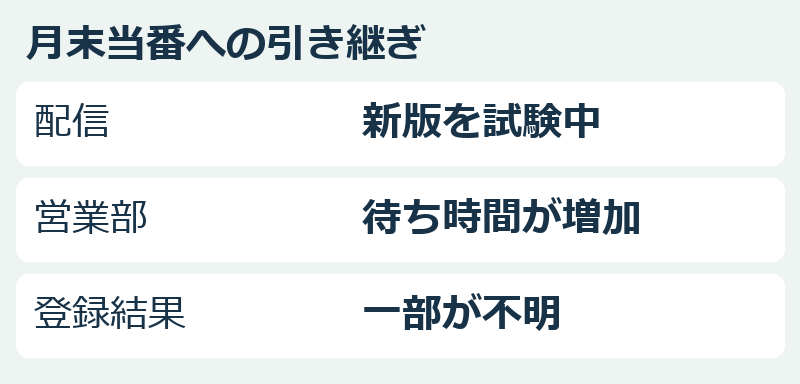 月末当番への引き継ぎ
配信 新版を試験中
営業部 待ち時間が増加
登録結果 一部が不明